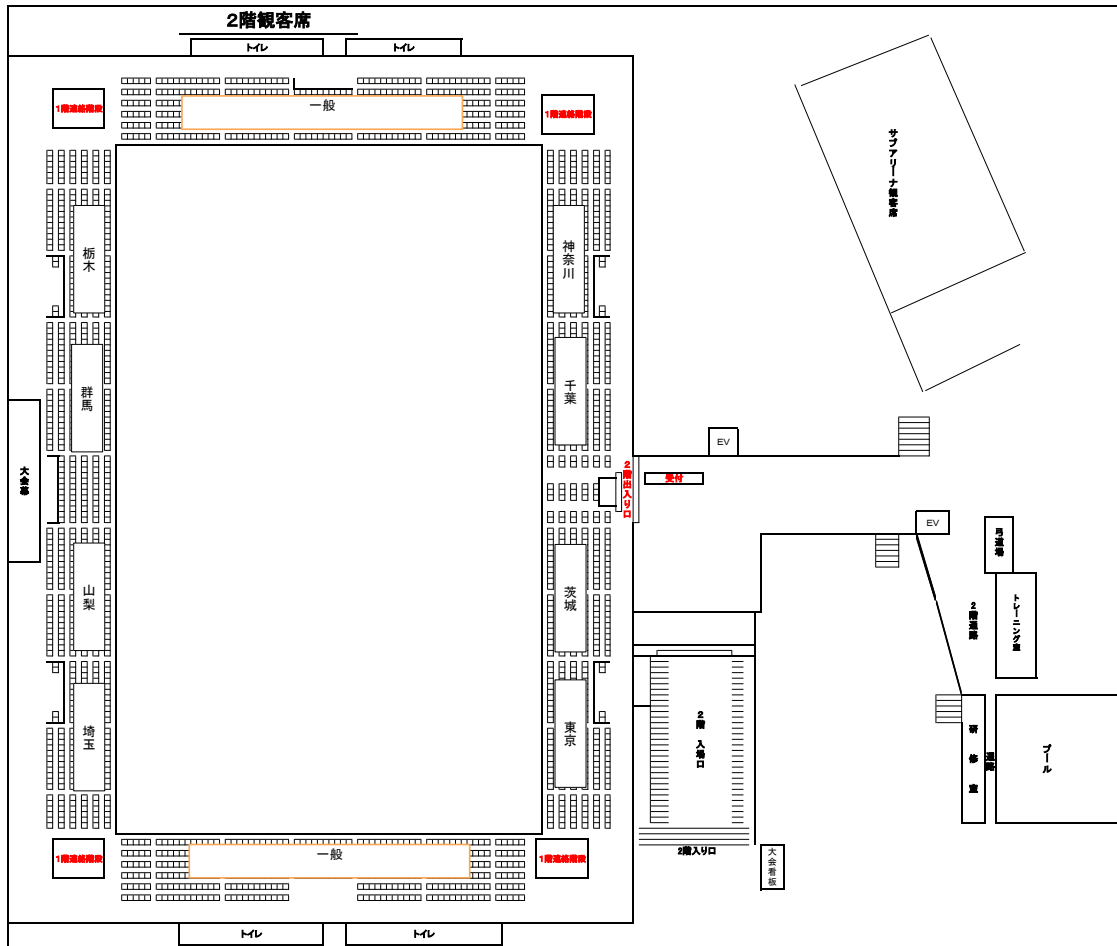 2階観客席
トイレ
トイレ
1階連絡階段
一般
1階連絡階段
サブアリーナ観客席
栃木
神奈川
群馬
千葉
大会幕
2階出入り口
受付
EV
EV
弓道場
山梨
茨城
2階通路
トレーニング室
埼玉
東京
2階 入場口
研修室
通路
プール
1階連絡階段
一般
1階連絡階段
2階入り口
大会看板
トイレ
トイレ